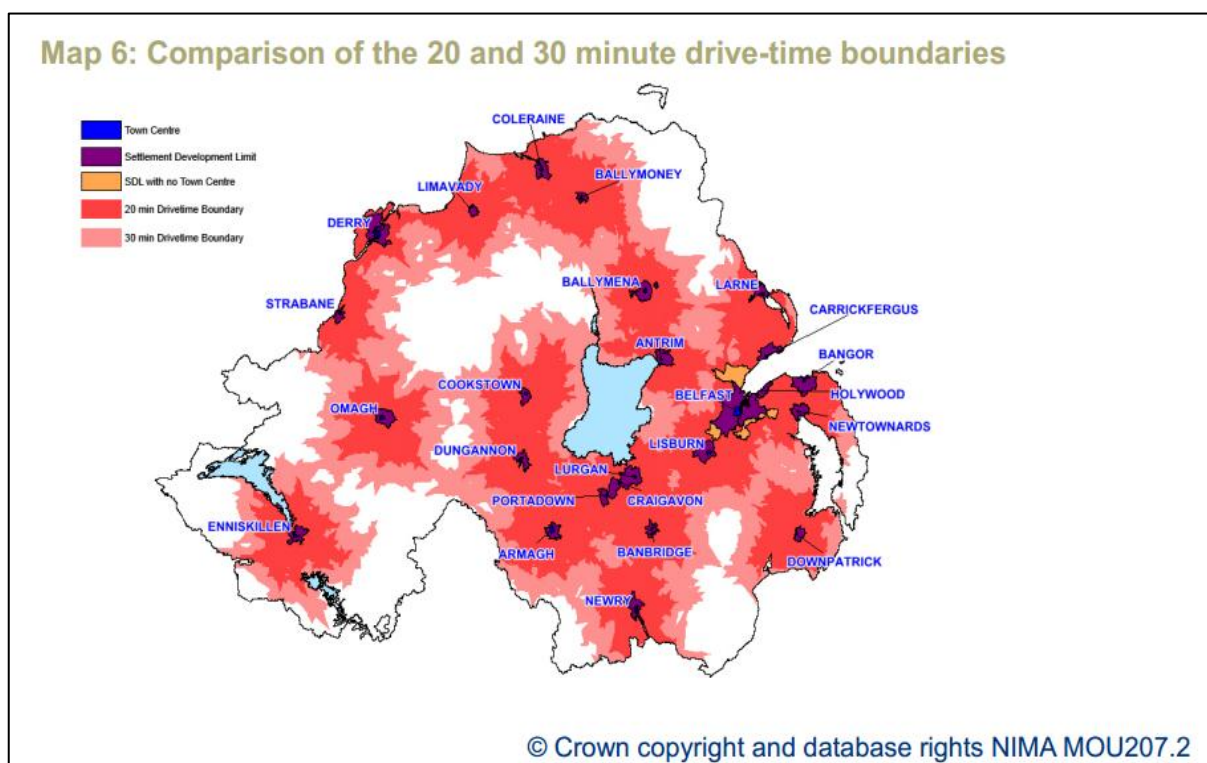 Map 6: Comparison of the 20 and 30 minute drive-time boundaries
Town Centre
Settlement Development Limit
SDL with no Town Centre
20 min Drivetime Boundary
30 min Drivetime Boundary
COLERAINE
BALLYMONEY
LIMAVADY
DERRY
BALLYMENA
LARNE
STRABANE
CARRICKFERGUS
ANTRIM
BANGOR
COOKSTOWN
BELFAST
HOLYWOOD
OMAGH
NEWTOWNARDS
DUNGANNON
LISBURN
LURGAN
PORTADOWN
CRAIGAVON
ENNISKILLEN
ARMAGH
BANBRIDGE
DOWNPATRICK
NEWRY
© Crown copyright and database rights NIMA MOU207.2